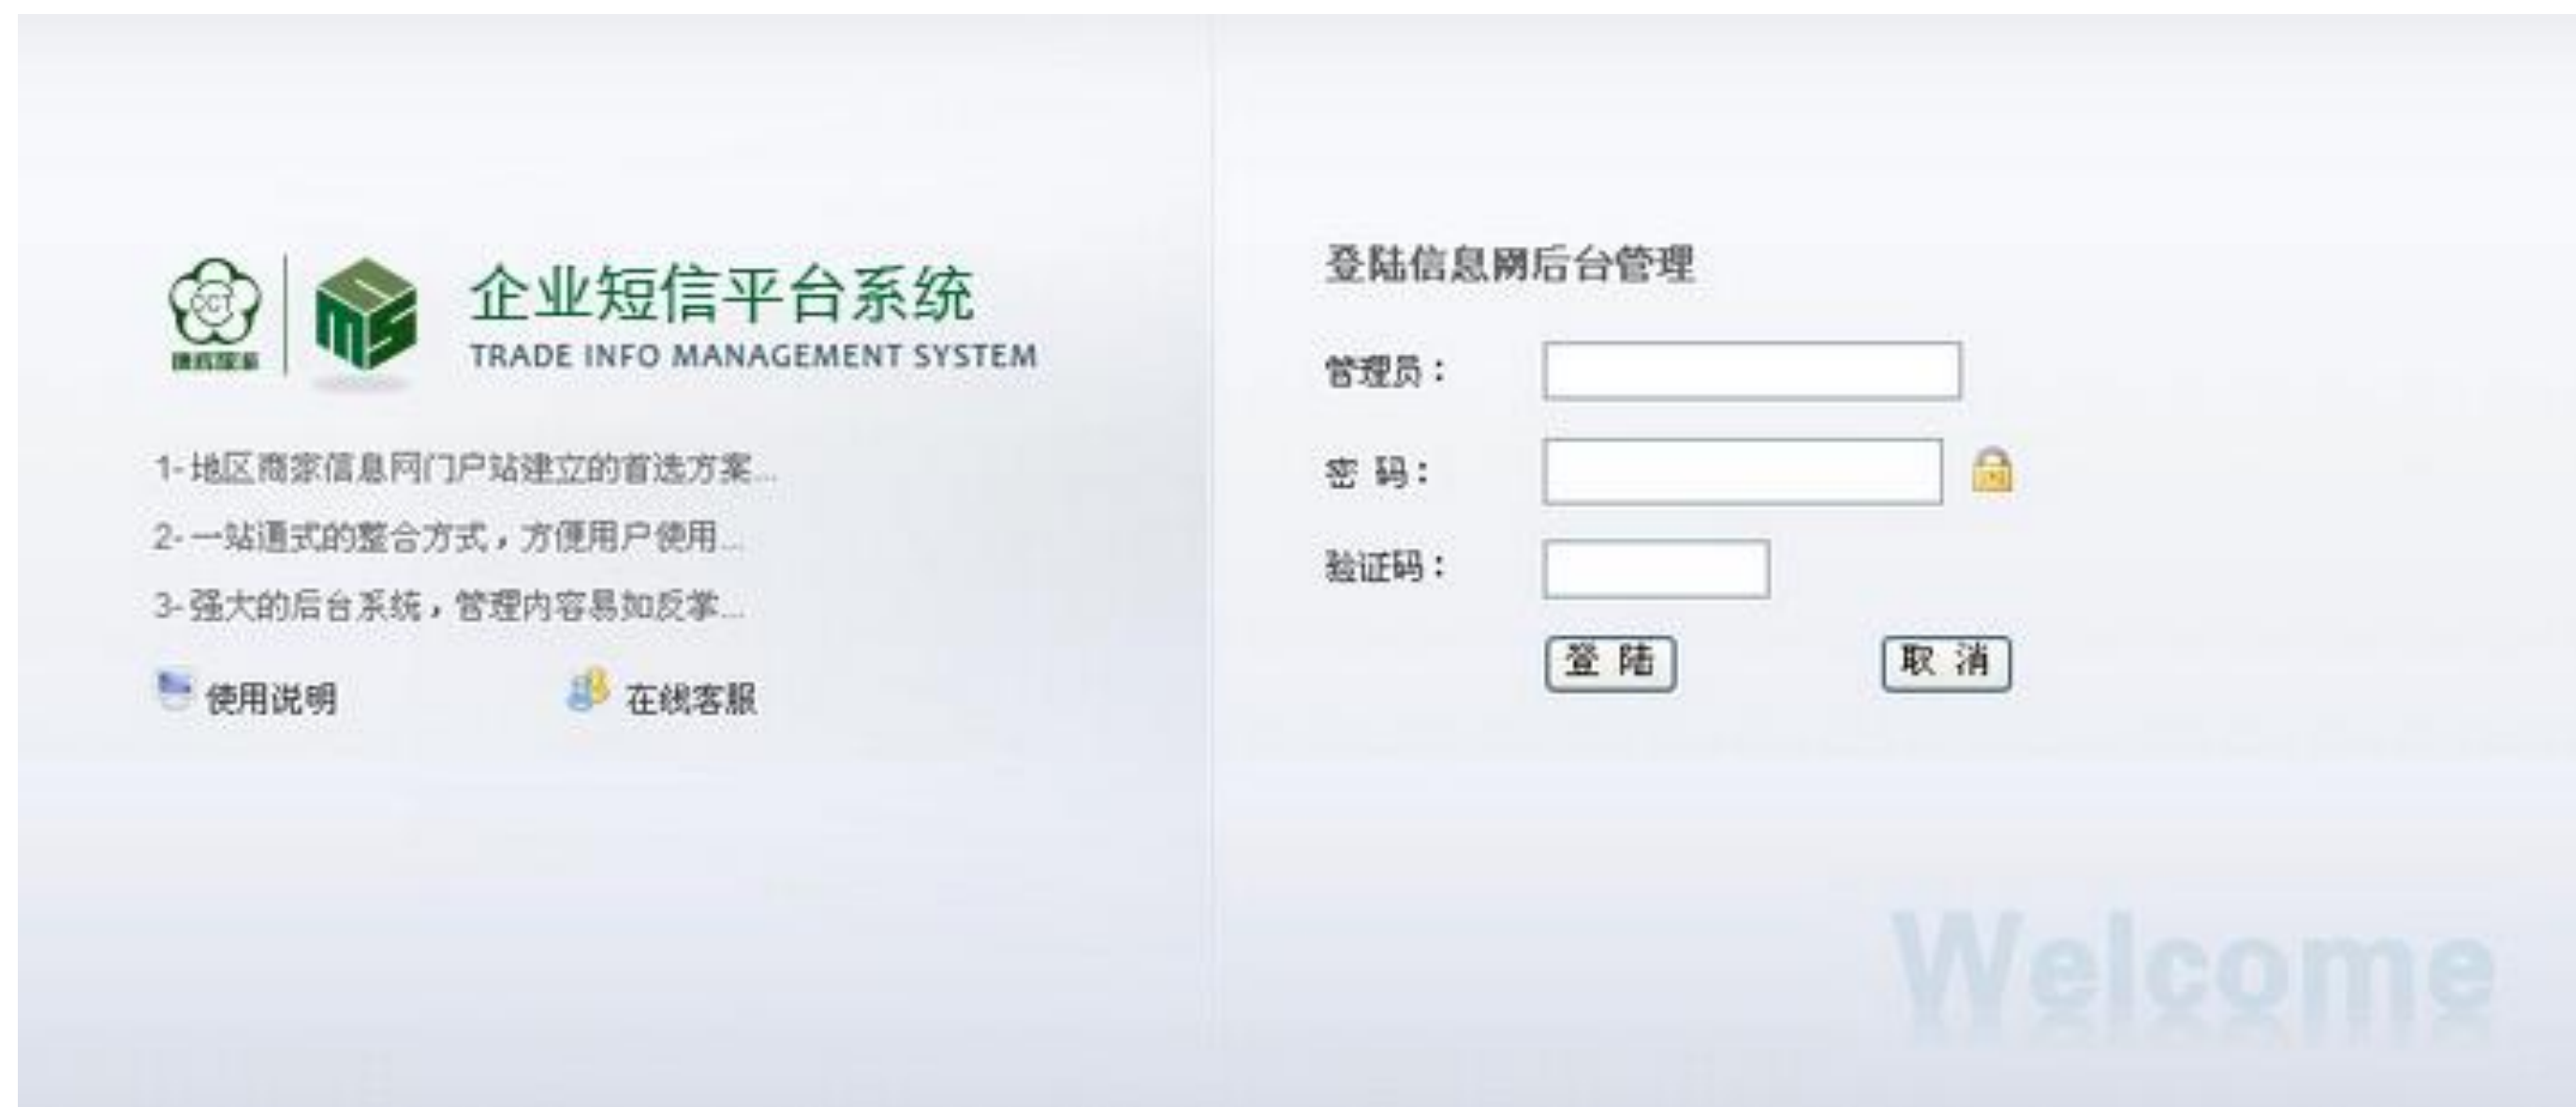 企业短信平台系统
TRADE INFO MANAGEMENT SYSTEM
1-地区商家信息网门户站建立的首选方案...
2-一站通式的整合方式，方便用户使用...
3-强大的后台系统，管理内容易如反掌...
使用说明
在线客服
登陆信息网后台管理
管理员：
密 码：
验证码：
登 陆
取 消
Welcome